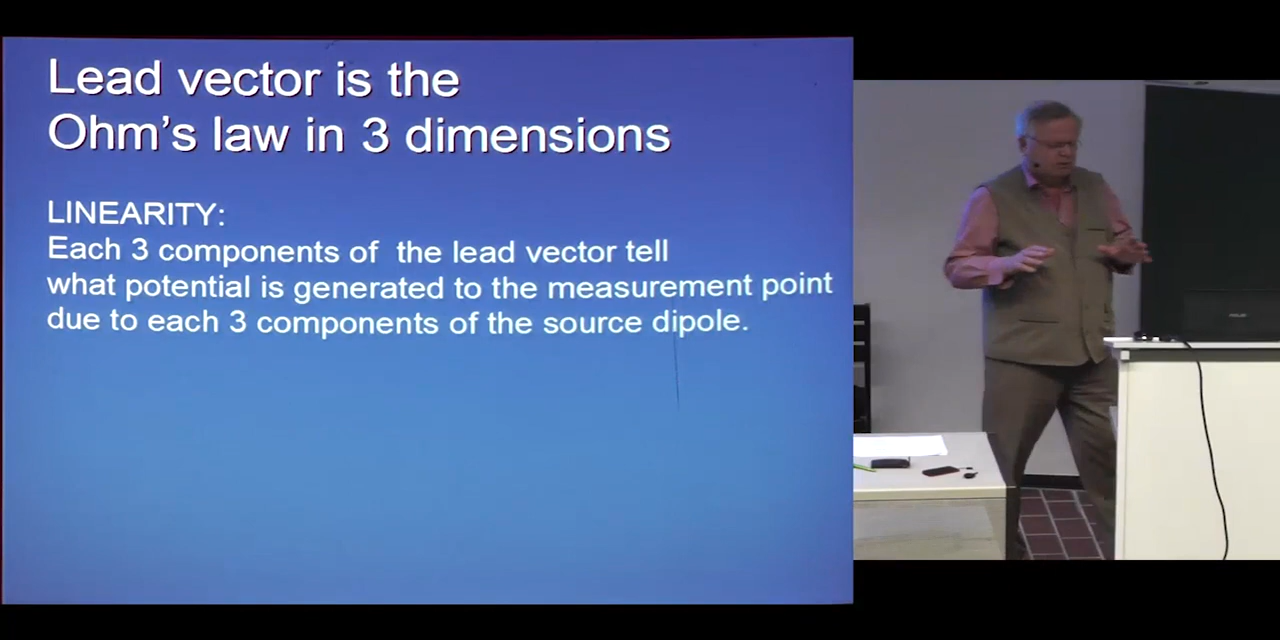 Lead vector is the
Ohm's law in 3 dimensions
LINEARITY:
Each 3 components of the lead vector tell
what potential is generated to the measurement point
due to each 3 components of the source dipole.